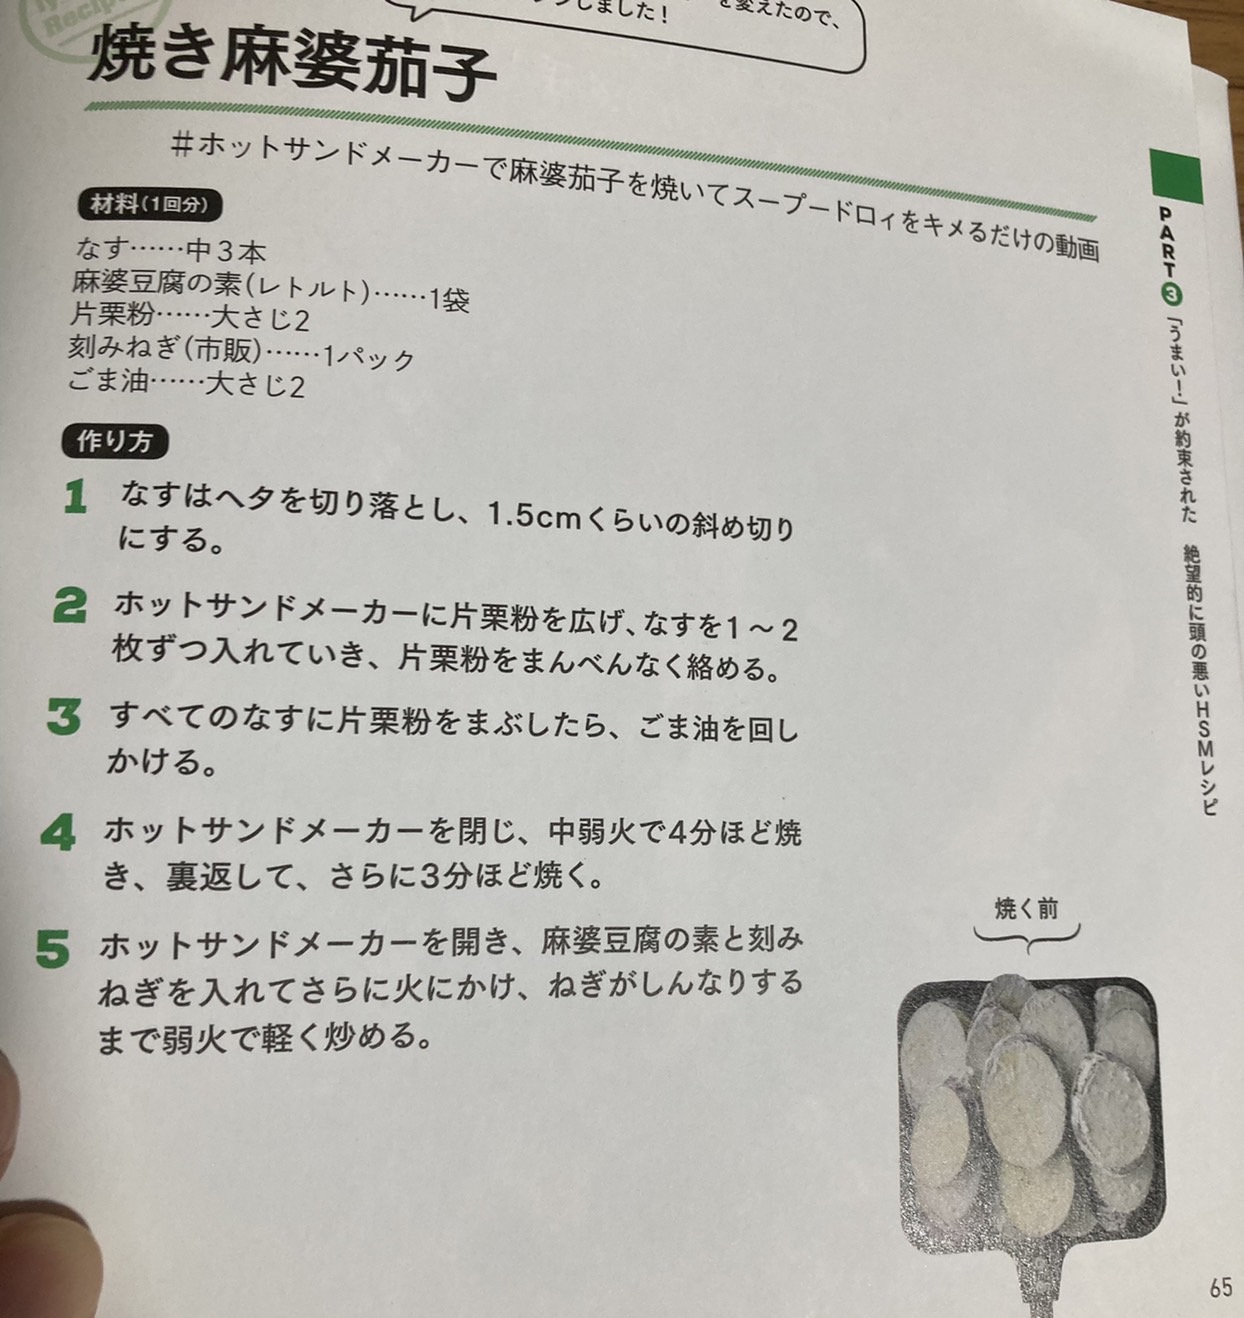 Recipe
を変えたので、
しました！
焼き麻婆茄子
#ホットサンドメーカーで麻婆茄子を焼いてスープードロィをキメるだけの動画
材料(1回分)
なす……中3本
麻婆豆腐の素(レトルト)……1袋
片栗粉……大さじ2
刻みねぎ(市販)……1パック
ごま油……大さじ2
作り方
1 なすはヘタを切り落とし、1.5cmくらいの斜め切り
にする。
2 ホットサンドメーカーに片栗粉を広げ、なすを1～2
枚ずつ入れていき、片栗粉をまんべんなく絡める。
3 すべてのなすに片栗粉をまぶしたら、ごま油を回し
かける。
4 ホットサンドメーカーを閉じ、中弱火で4分ほど焼
き、裏返して、さらに3分ほど焼く。
5 ホットサンドメーカーを開き、麻婆豆腐の素と刻み
ねぎを入れてさらに火にかけ、ねぎがしんなりする
まで弱火で軽く炒める。
焼く前
PART3 「うまい！」が約束された 絶望的に頭の悪いHSMレシピ
65